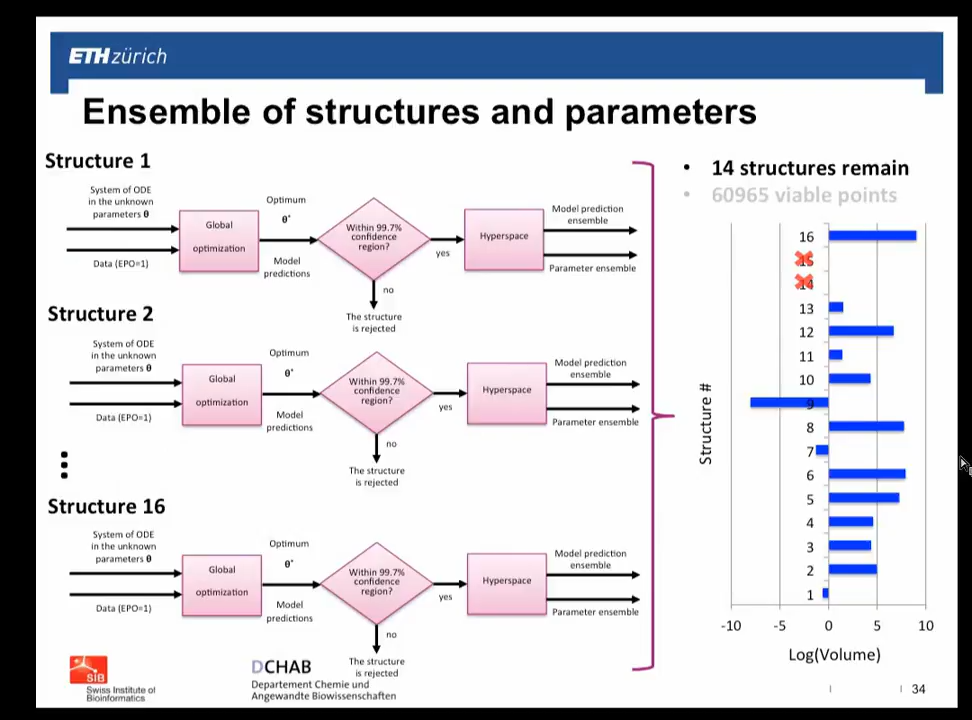 ETH zürich
Ensemble of structures and parameters
Structure 1
System of ODE
in the unknown
parameters θ
Data (EPO=1)
Global
optimization
Optimum
θ*
Model
predictions
Within 99.7%
confidence
region?
yes
no
The structure
is rejected
Hyperspace
Model prediction
ensemble
Parameter ensemble
Structure 2
System of ODE
in the unknown
parameters θ
Data (EPO=1)
Global
optimization
Optimum
θ*
Model
predictions
Within 99.7%
confidence
region?
yes
no
The structure
is rejected
Hyperspace
Model prediction
ensemble
Parameter ensemble
Structure 16
System of ODE
in the unknown
parameters θ
Data (EPO=1)
Global
optimization
Optimum
θ*
Model
predictions
Within 99.7%
confidence
region?
yes
no
The structure
is rejected
Hyperspace
Model prediction
ensemble
Parameter ensemble
• 14 structures remain
• 60965 viable points
Structure #
16
15
14
13
12
11
10
9
8
7
6
5
4
3
2
1
-10 -5 0 5 10
Log(Volume)
SIB
Swiss Institute of
Bioinformatics
DCHAB
Departement Chemie und
Angewandte Biowissenschaften
34